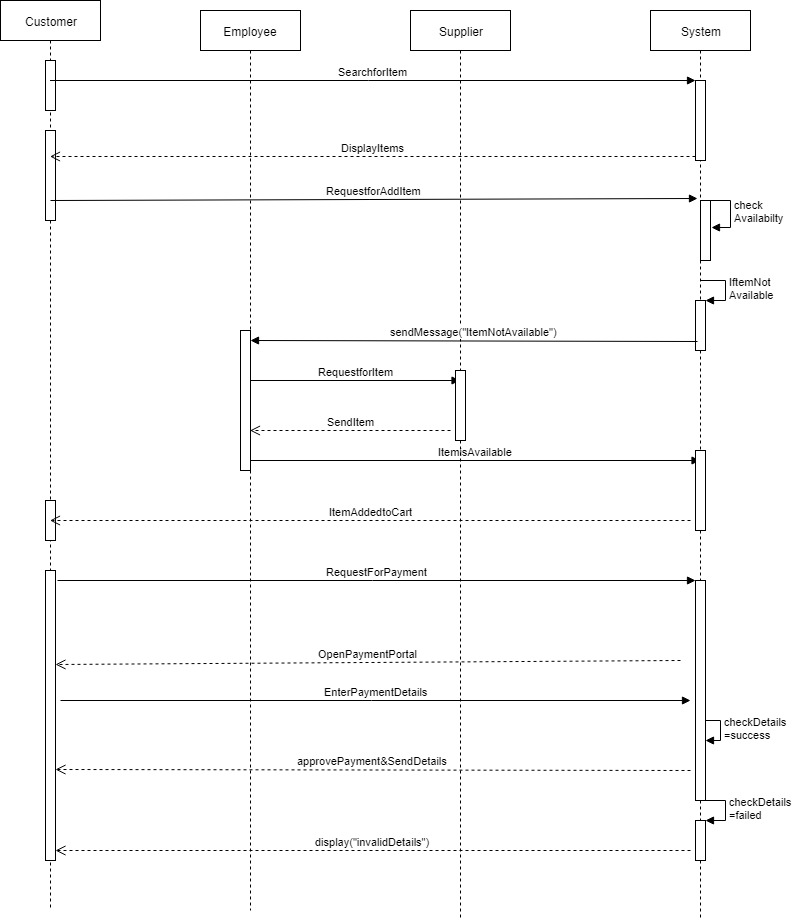 Customer
Employee
Supplier
System
SearchforItem
DisplayItems
RequestforAddItem
check
Availabilty
IftemNot
Available
sendMessage("ItemNotAvailable")
RequestforItem
SendItem
ItemisAvailable
ItemAddedtoCart
RequestForPayment
OpenPaymentPortal
EnterPaymentDetails
checkDetails
=success
approvePayment&SendDetails
checkDetails
=failed
display("invalidDetails")